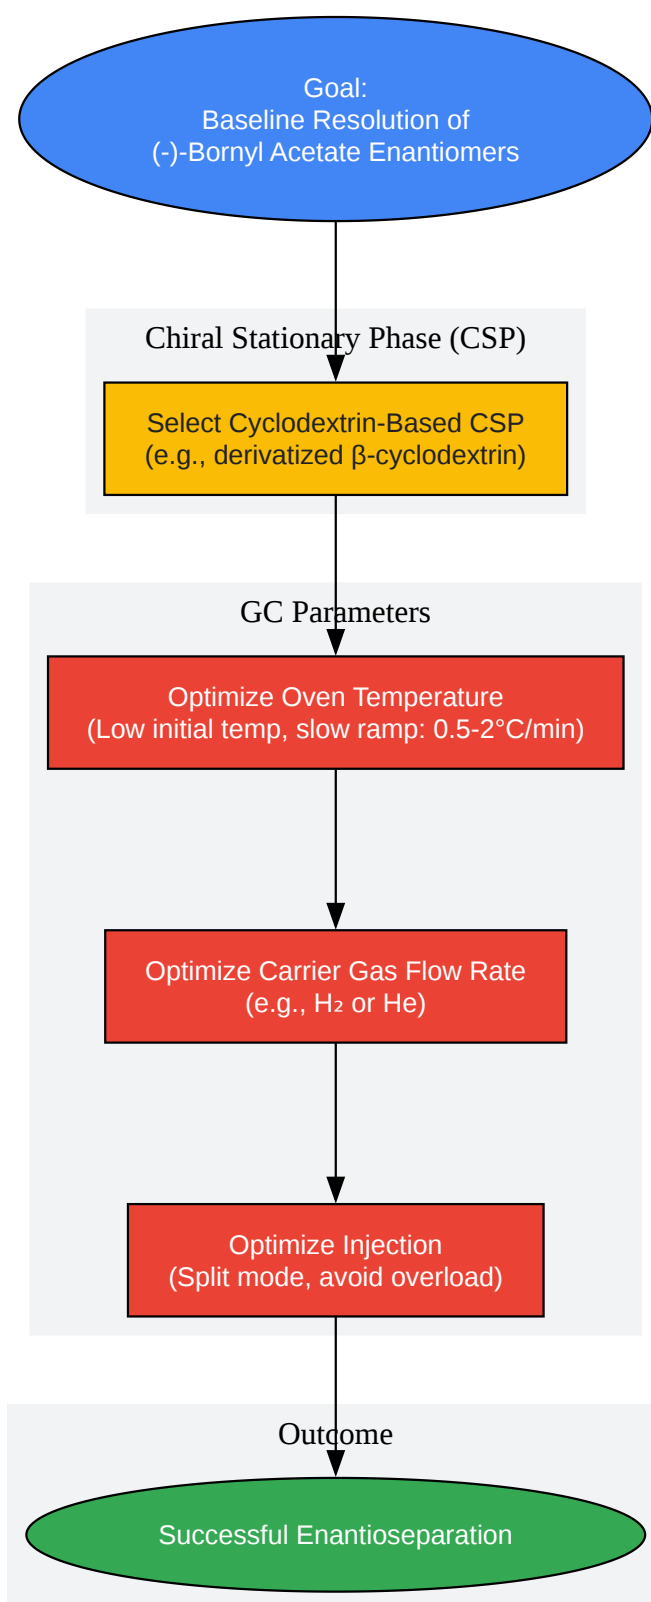 Goal:
Baseline Resolution of
(-)-Bornyl Acetate Enantiomers
Chiral Stationary Phase (CSP)
Select Cyclodextrin-Based CSP
(e.g., derivatized β-cyclodextrin)
GC Parameters
Optimize Oven Temperature
(Low initial temp, slow ramp: 0.5-2°C/min)
Optimize Carrier Gas Flow Rate
(e.g., H₂ or He)
Optimize Injection
(Split mode, avoid overload)
Outcome
Successful Enantioseparation